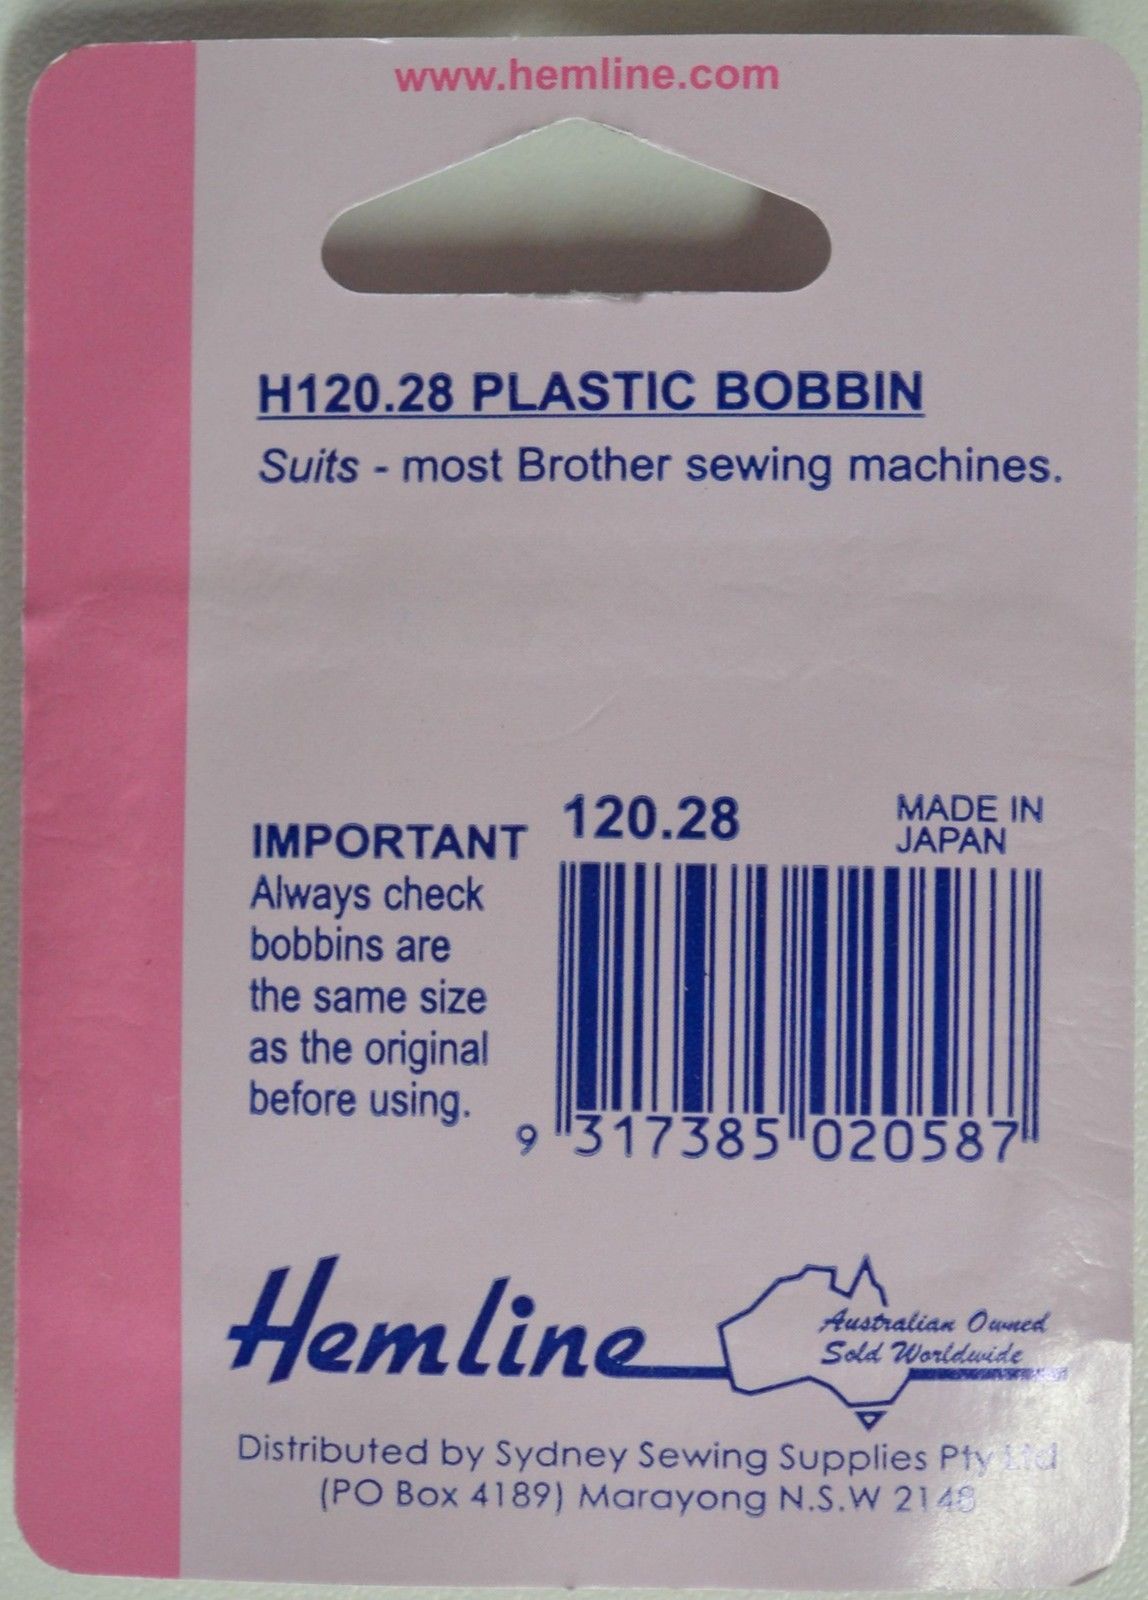 www.hemline.com
H120.28 PLASTIC BOBBIN
Suits - most Brother sewing machines.
IMPORTANT
Always check
bobbins are
the same size
as the original
before using.
120.28
MADE IN
JAPAN
9 317385 020587
Hemline
Australian Owned
Sold Worldwide
Distributed by Sydney Sewing Supplies Pty Ltd
(PO Box 4189) Marayong N.S.W 2148